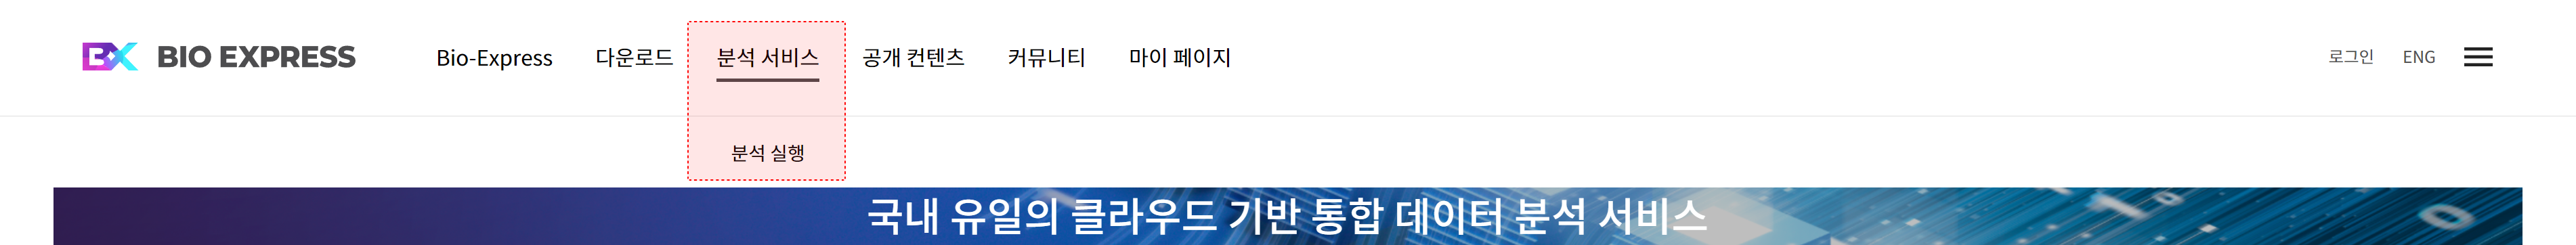 BX BIO EXPRESS Bio-Express 다운로드 분석 서비스 공개 컨텐츠 커뮤니티 마이 페이지 로그인 ENG
분석 실행
국내 유일의 클라우드 기반 통합 데이터 분석 서비스